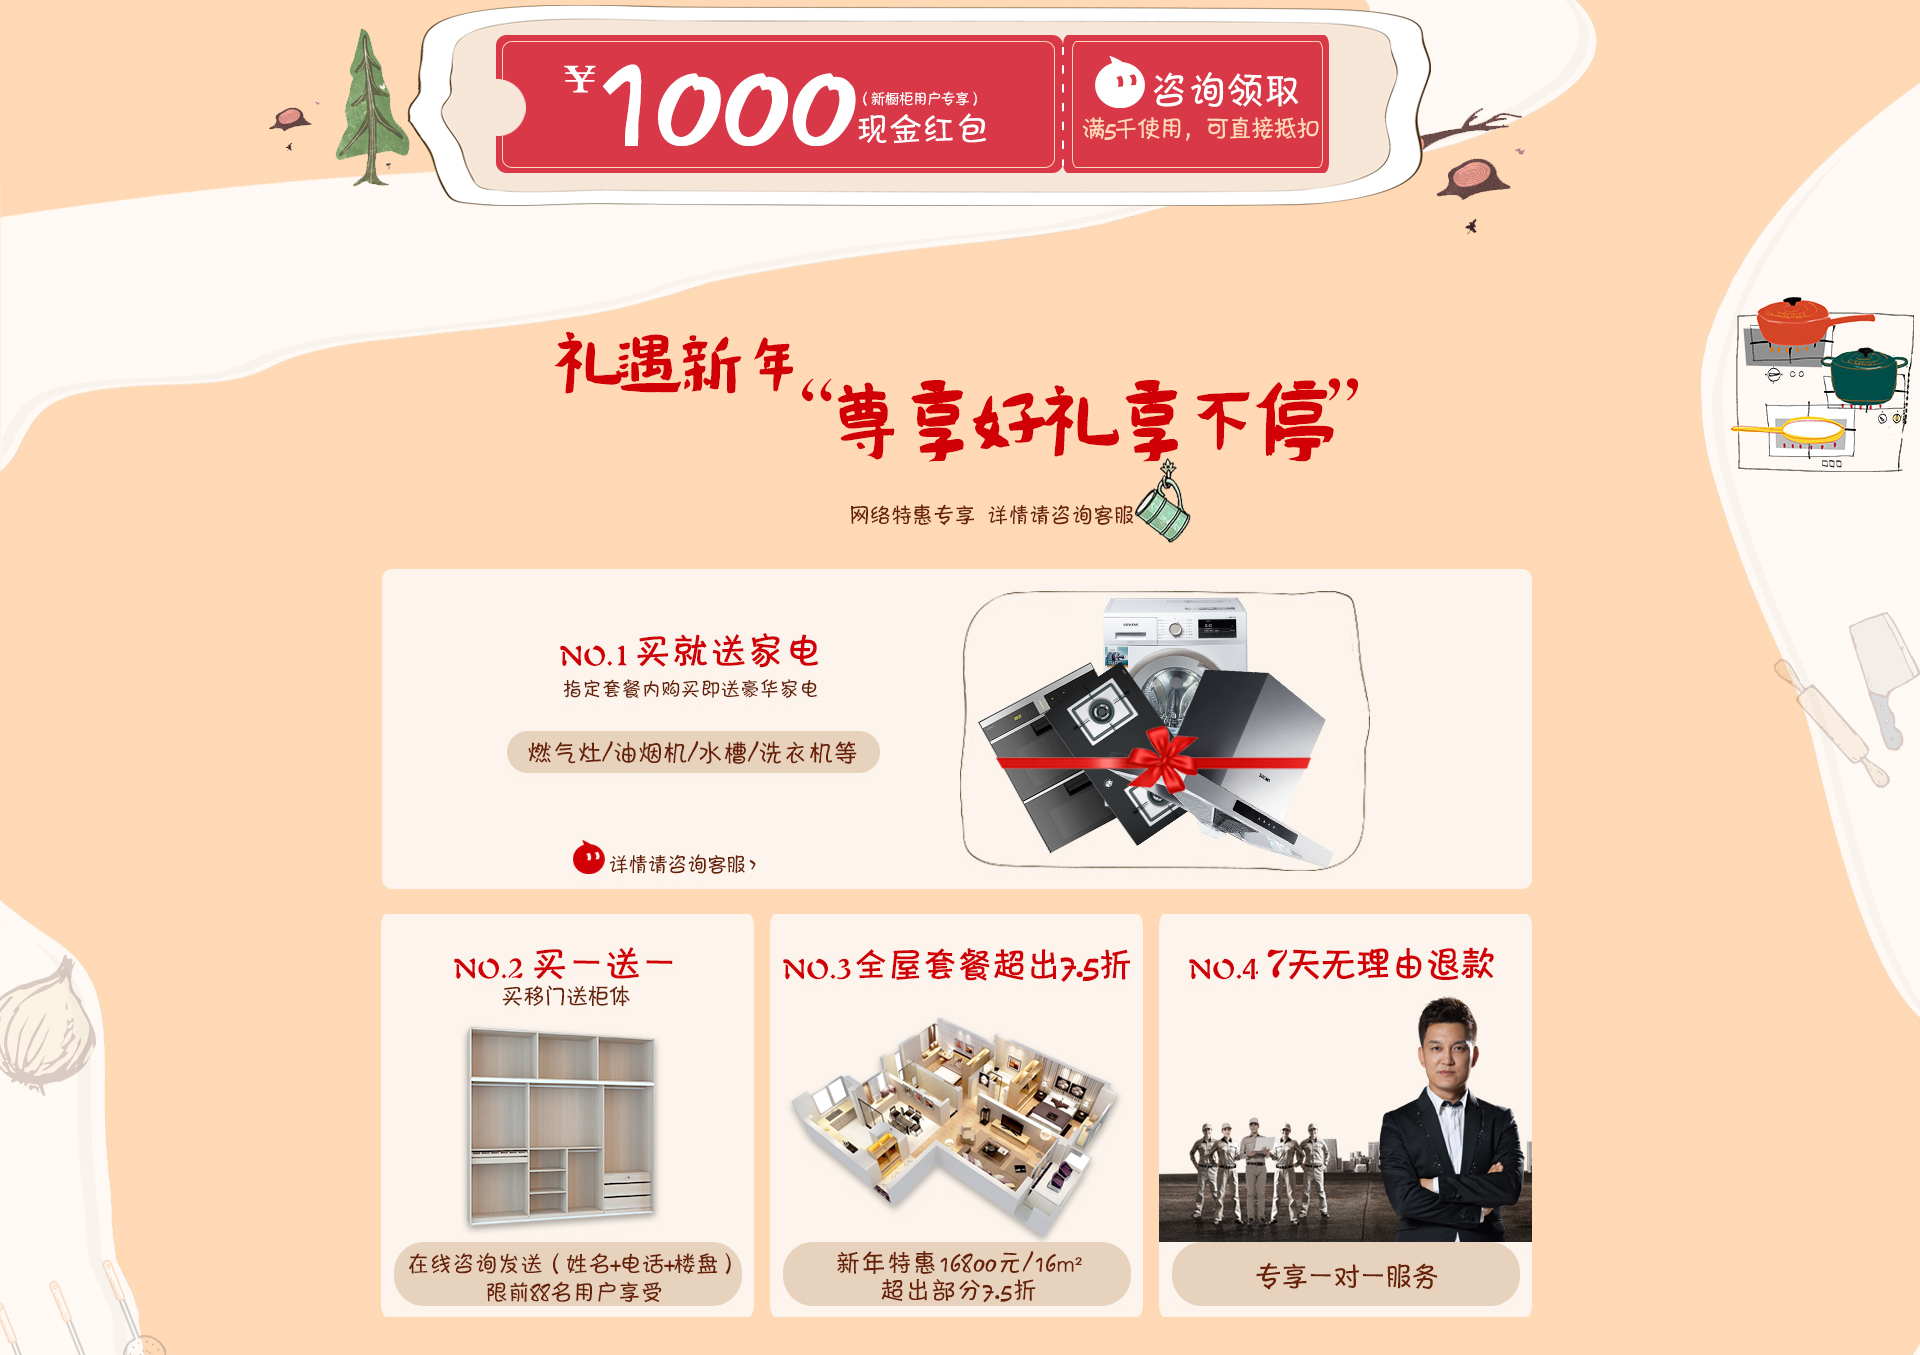 ¥1000
（新橱柜用户专享）
现金红包
咨询领取
满5千使用，可直接抵扣
礼遇新年
“尊享好礼享不停”
网络特惠专享 详情请咨询客服
NO.1 买就送家电
指定套餐内购买即送豪华家电
燃气灶/油烟机/水槽/洗衣机等
详情请咨询客服>
SIEMENS
NO.2 买一送一
买移门送柜体
在线咨询发送（姓名+电话+楼盘）
限前88名用户享受
NO.3 全屋套餐超出7.5折
新年特惠16800元/16m²
超出部分7.5折
NO.4 7天无理由退款
专享一对一服务